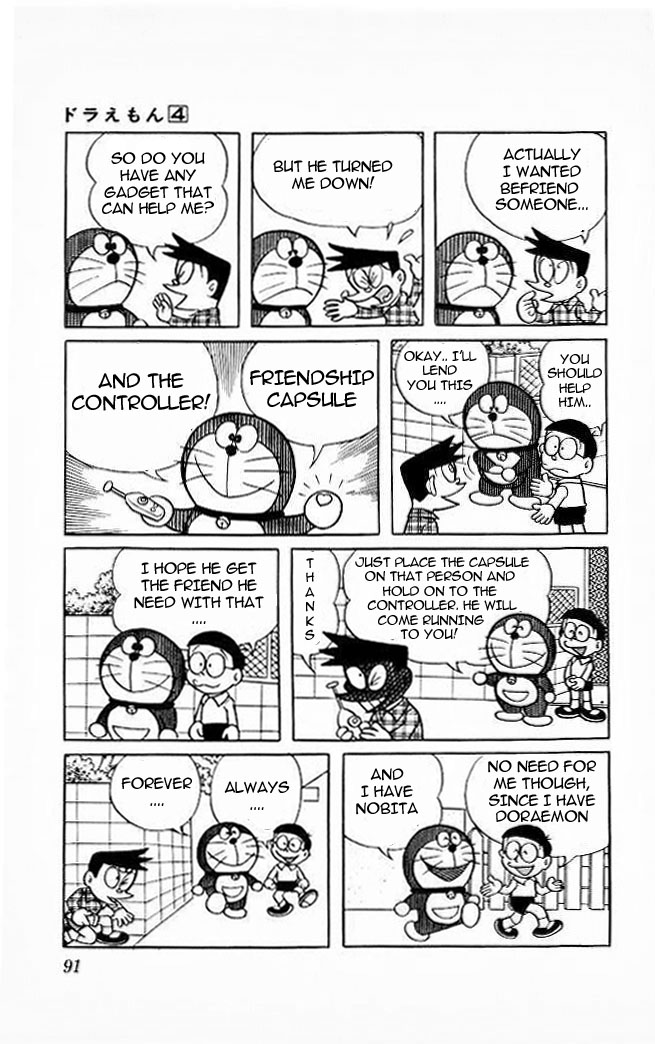 ドラえもん4
ACTUALLY
I WANTED
BEFRIEND
SOMEONE...
BUT HE TURNED
ME DOWN!
SO DO YOU
HAVE ANY
GADGET THAT
CAN HELP ME?
YOU
SHOULD
HELP
HIM..
OKAY.. I'LL
LEND
YOU THIS
....
FRIENDSHIP
CAPSULE
AND THE
CONTROLLER!
JUST PLACE THE CAPSULE
ON THAT PERSON AND
HOLD ON TO THE
CONTROLLER. HE WILL
COME RUNNING
TO YOU!
THANKS
I HOPE HE GET
THE FRIEND HE
NEED WITH THAT
....
NO NEED FOR
ME THOUGH,
SINCE I HAVE
DORAEMON
AND
I HAVE
NOBITA
ALWAYS
....
FOREVER
....
91